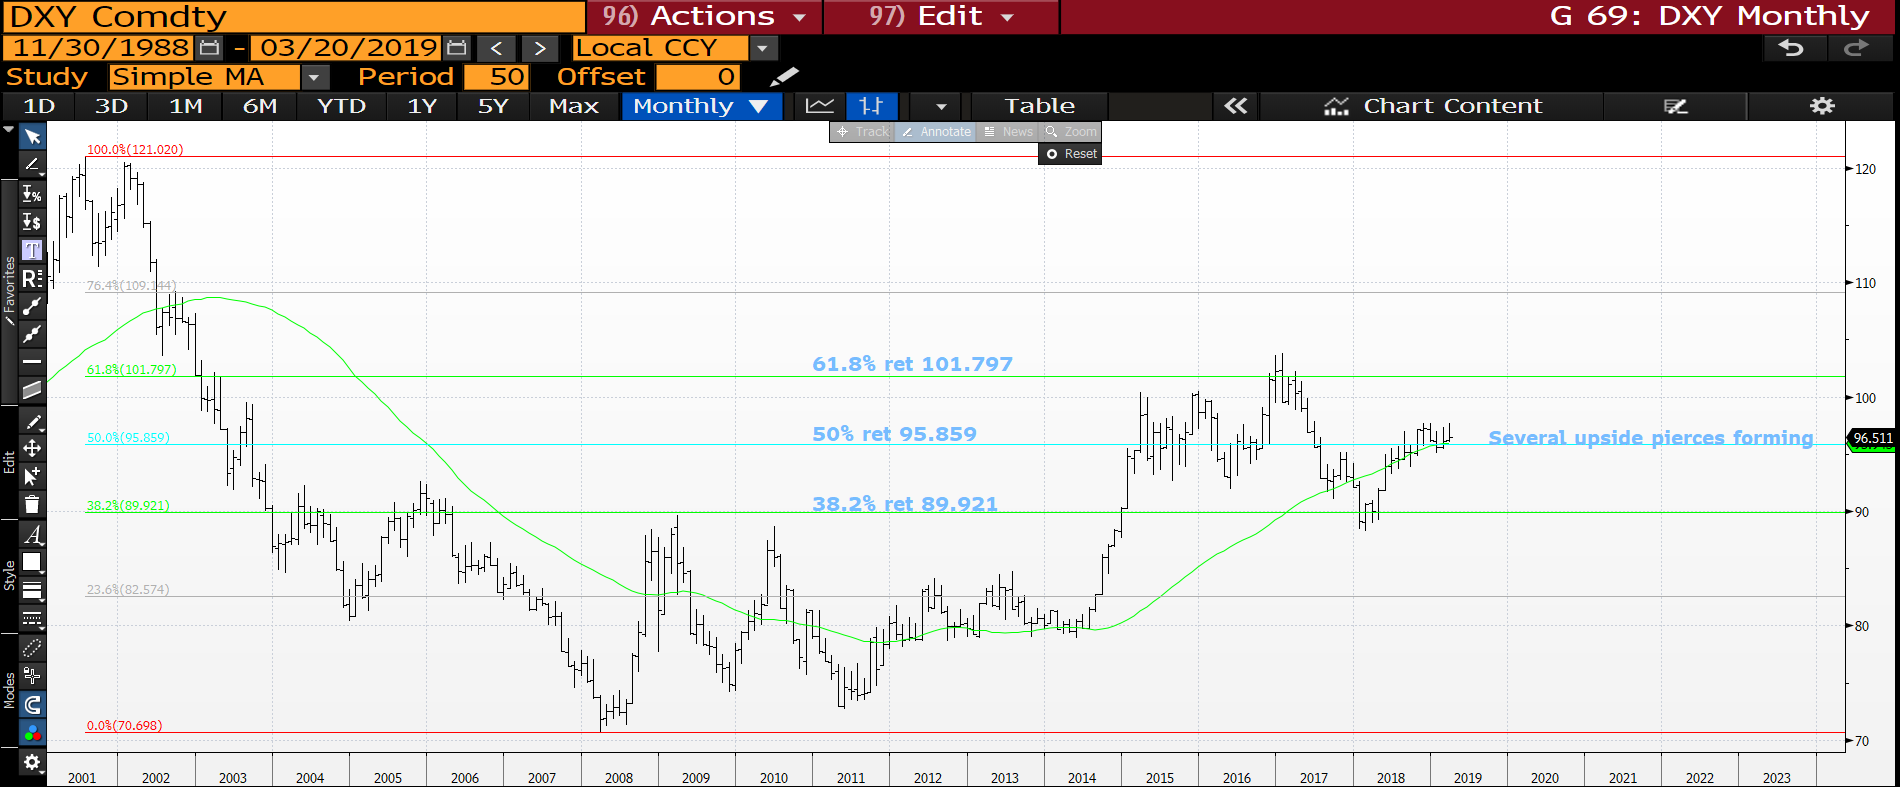 DXY Comdty 96) Actions 97) Edit G 69: DXY Monthly
11/30/1988 - 03/20/2019 < > Local CCY
Study Simple MA Period 50 Offset 0
1D 3D 1M 6M YTD 1Y 5Y Max Monthly ▼ Table « Chart Content
Track Annotate News Zoom
Reset
Favorites
Edit
Style
Modes
100.0%(121.020)
76.4%(109.144)
61.8%(101.797)
50.0%(95.859)
38.2%(89.921)
23.6%(82.574)
0.0%(70.698)
61.8% ret 101.797
50% ret 95.859
38.2% ret 89.921
Several upside pierces forming
120
110
100
96.511
90
80
70
2001 2002 2003 2004 2005 2006 2007 2008 2009 2010 2011 2012 2013 2014 2015 2016 2017 2018 2019 2020 2021 2022 2023